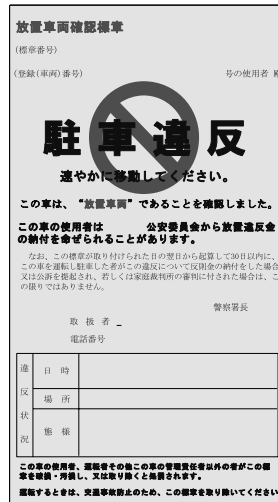 放置車両確認標章
(標章番号)
(登録(車両)番号) 号の使用者
駐車違反
速やかに移動してください。
この車は、“放置車両”であることを確認しました。
この車の使用者は 公安委員会から放置違反金
の納付を命ぜられることがあります。
なお、この標章が取り付けられた日の翌日から起算して30日以内に、
この車を運転し駐車した者がこの違反について反則金の納付をした場合
又は公訴を提起され、若しくは家庭裁判所の審判に付された場合は、こ
の限りではありません。
警察署長
取扱者
電話番号
違反状況
日時
場所
態様
この車の使用者、運転者その他この車の管理責任者以外の者がこの標
章を破損・汚損し、又は取り除くと処罰されます。
運転するときは、交通事故防止のため、この標章を取り除いてください